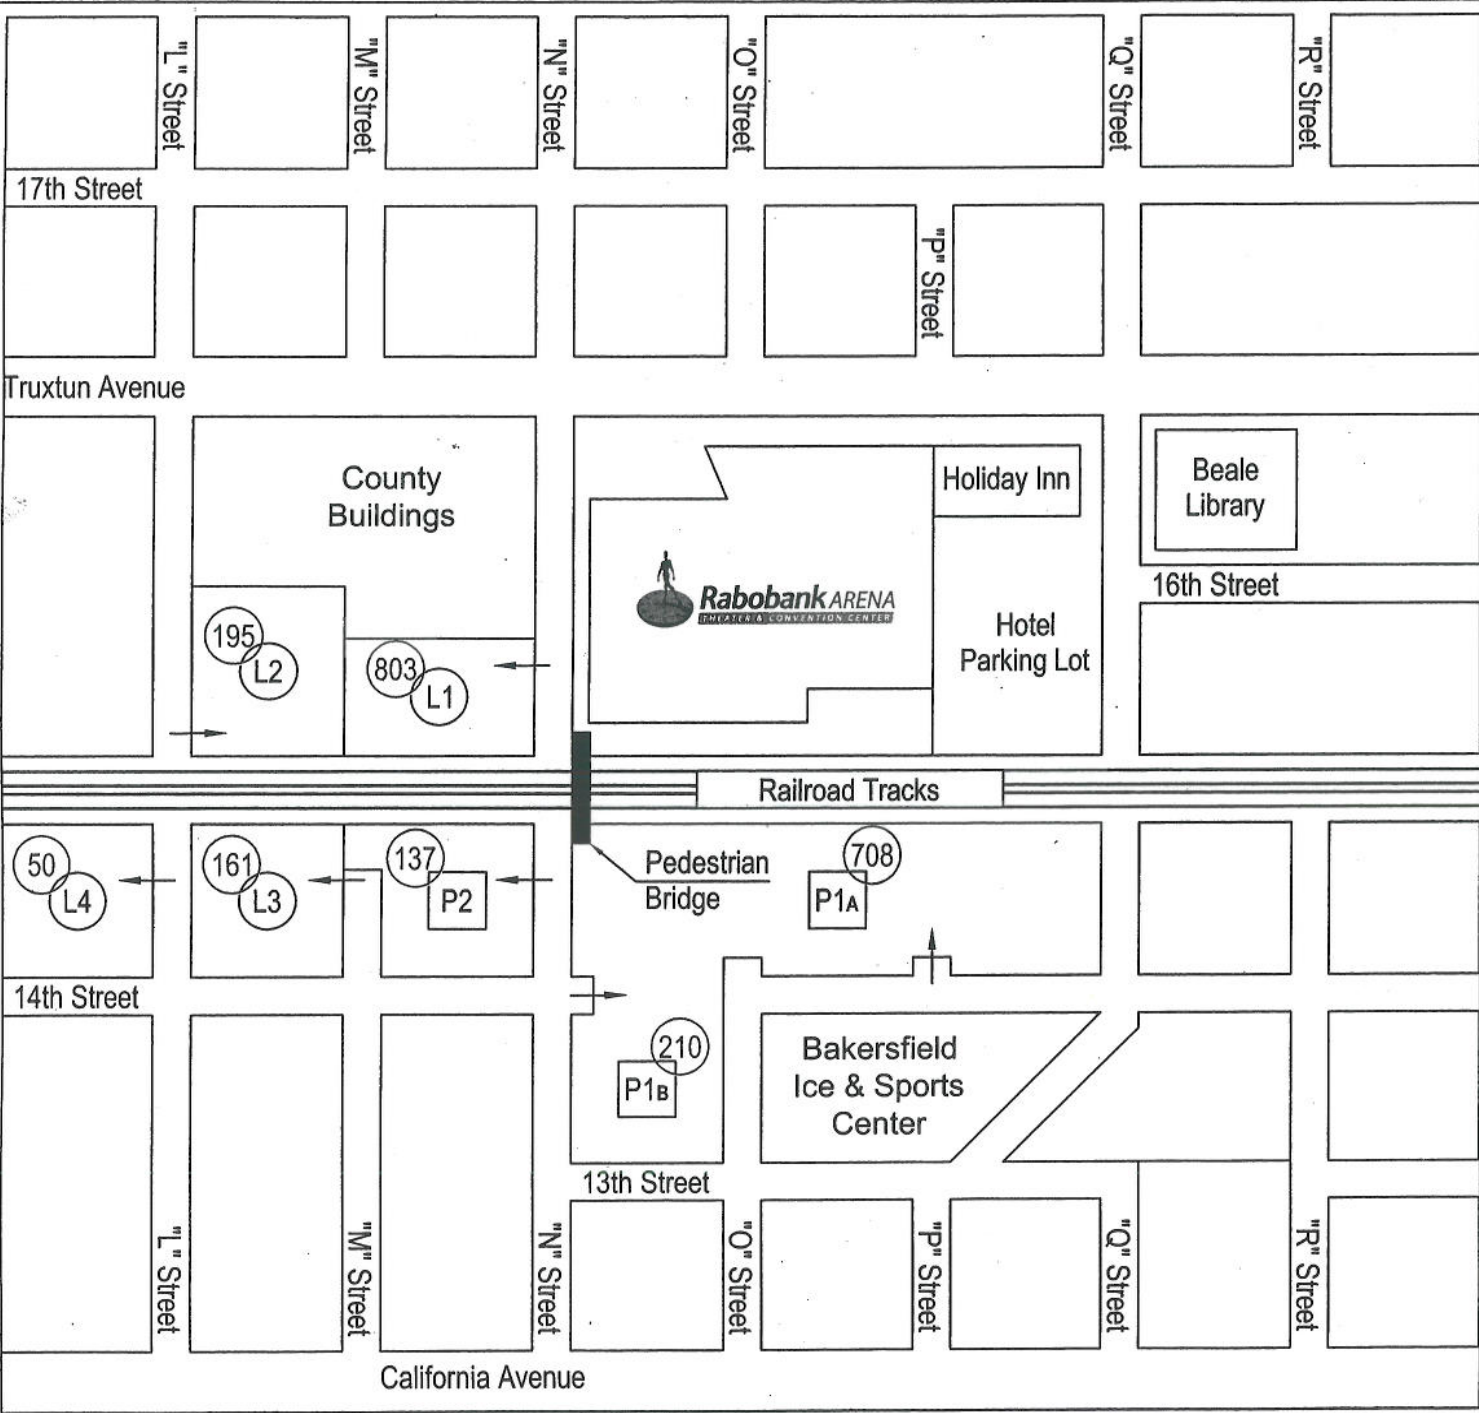 "L" Street
"M" Street
"N" Street
"O" Street
"Q" Street
"R" Street
17th Street
"P" Street
Truxtun Avenue
County
Buildings
Holiday Inn
Beale
Library
16th Street
Rabobank ARENA
THEATER & CONVENTION CENTER
Hotel
Parking Lot
195
L2
803
L1
Railroad Tracks
50
L4
161
L3
137
P2
Pedestrian
Bridge
708
P1A
14th Street
210
P1B
Bakersfield
Ice & Sports
Center
13th Street
"L" Street
"M" Street
"N" Street
"O" Street
"P" Street
"Q" Street
"R" Street
California Avenue